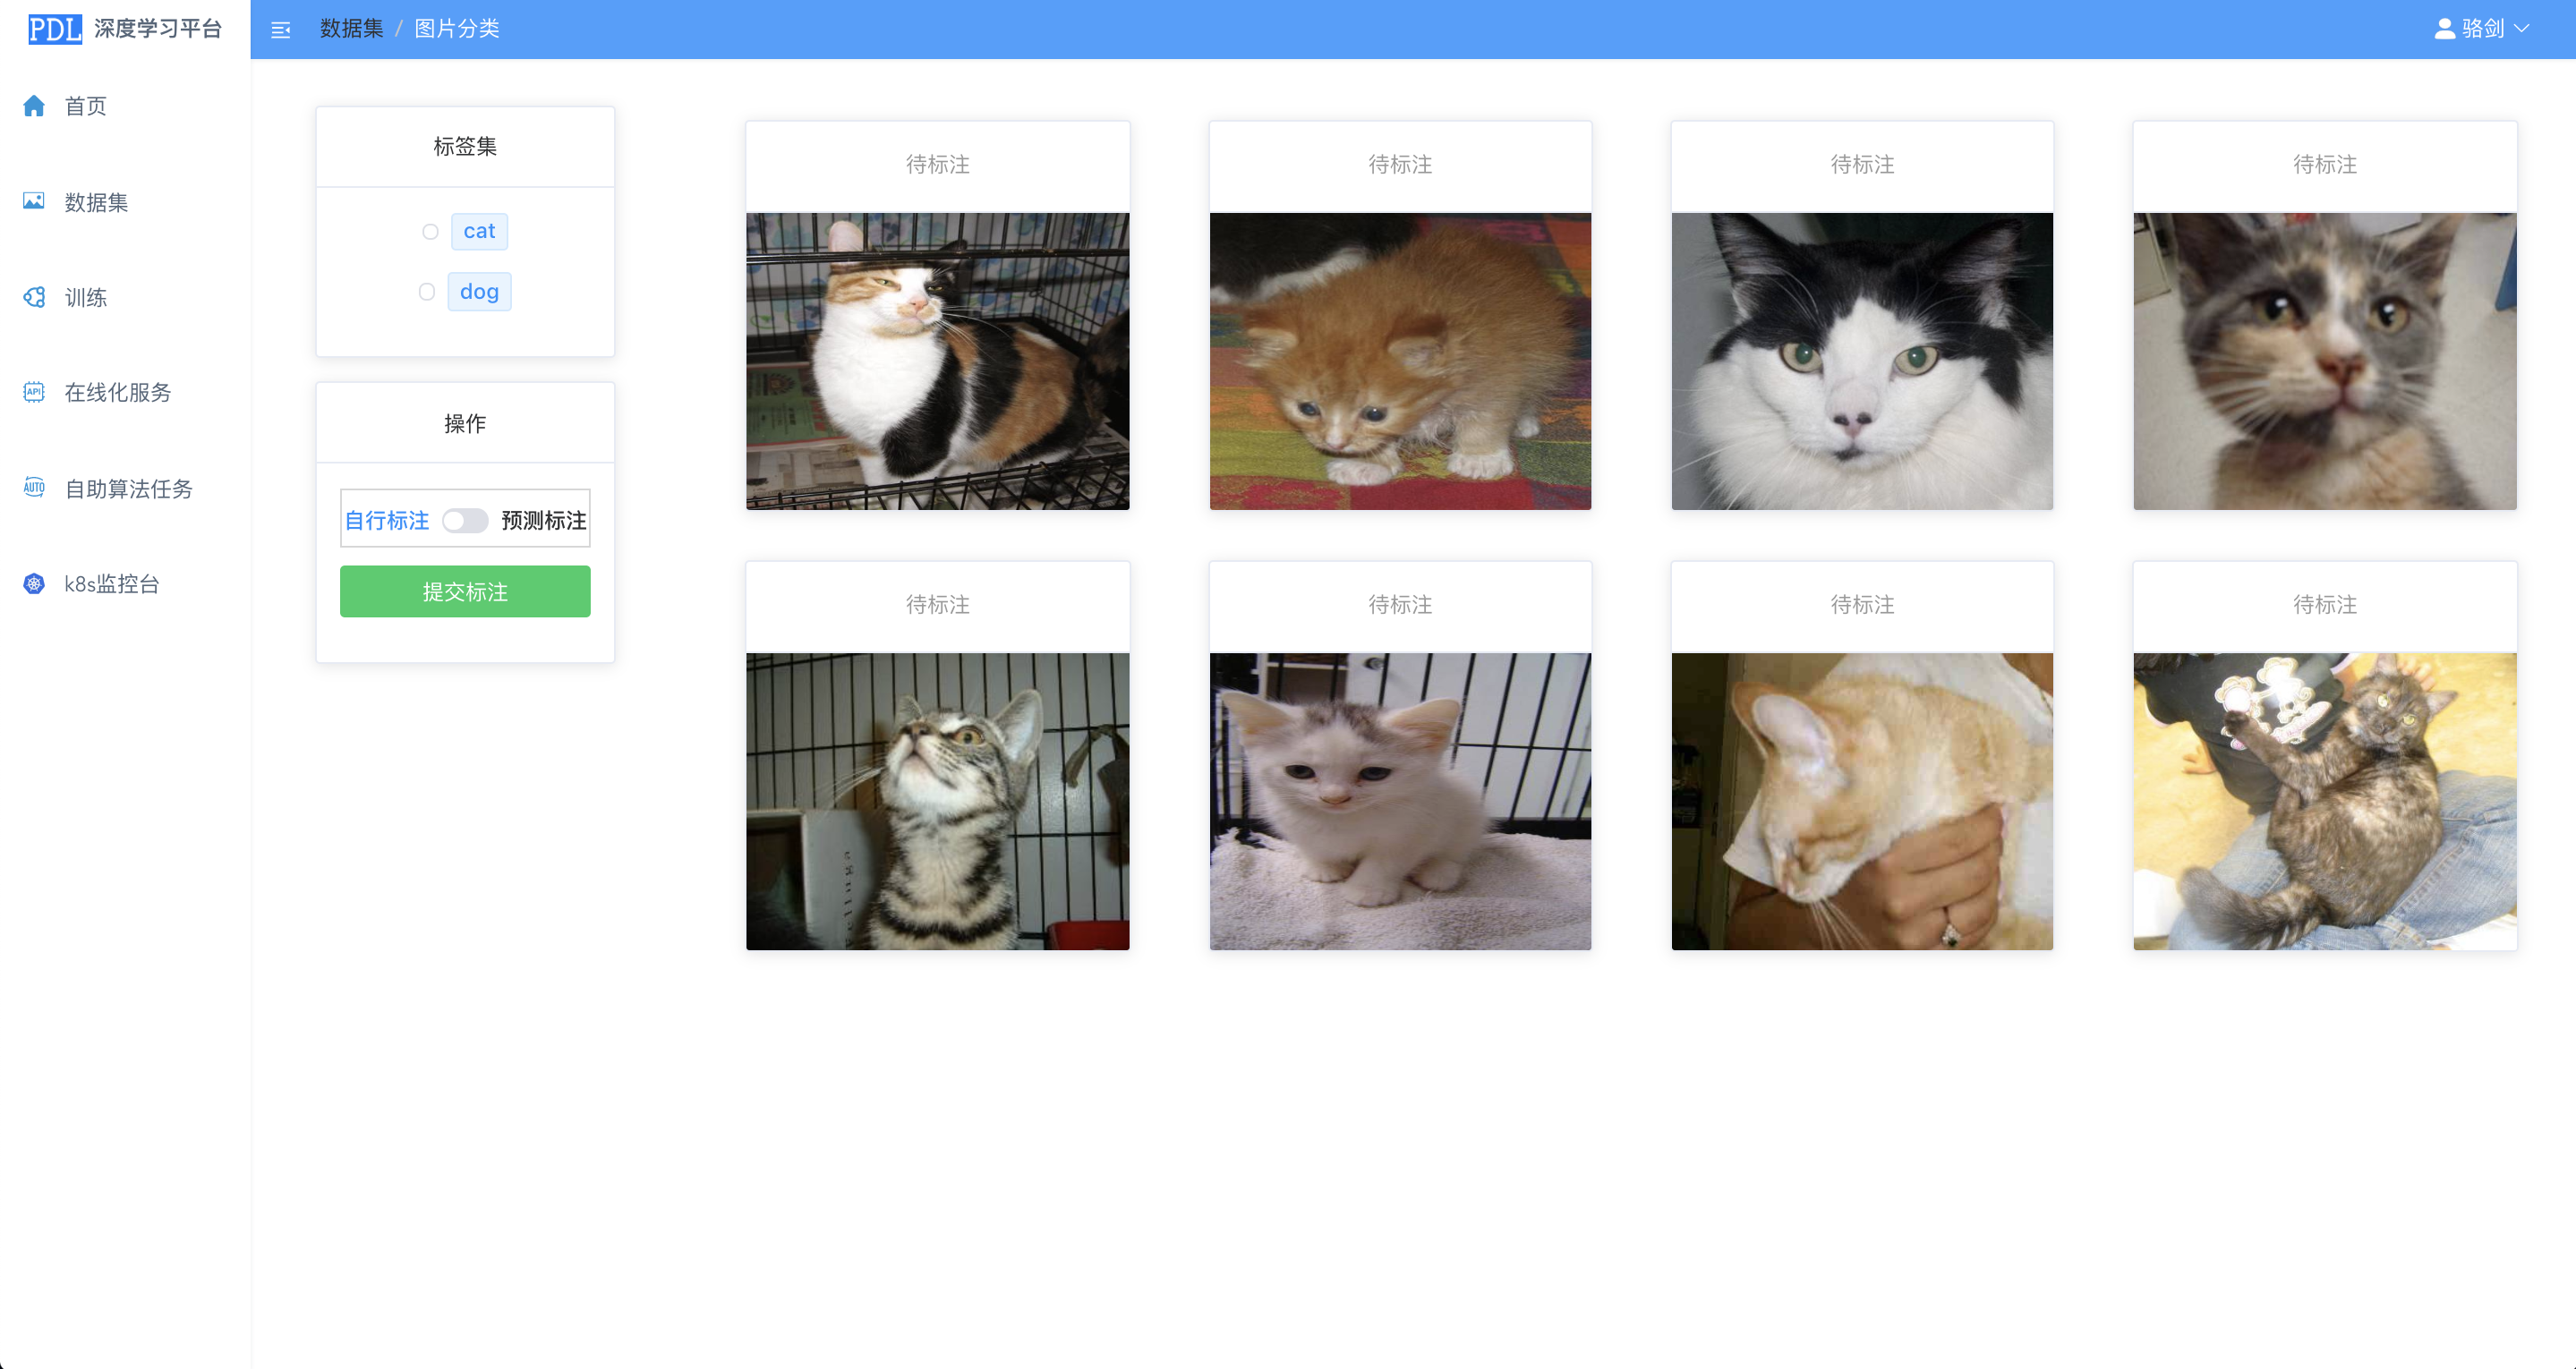 PDL 深度学习平台
数据集 / 图片分类
骆剑
首页
数据集
训练
API 在线化服务
AUTO 自助算法任务
k8s监控台
标签集
cat
dog
操作
自行标注 预测标注
提交标注
待标注
待标注
待标注
待标注
待标注
待标注
待标注
待标注